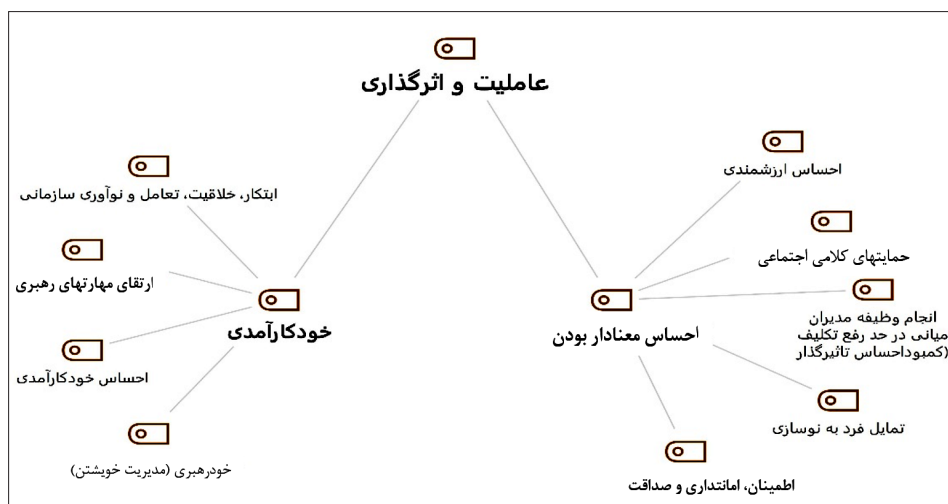 عاملیت و اثرگذاری
احساس ارزشمندی
حمایتهای کلامی اجتماعی
انجام وظیفه مدیران
میانی در حد رفع تکلیف
(کمبوداحساس تاثیرگذار
احساس معنادار بودن
تمایل فرد به نوسازی
اطمینان، امانتداری و صداقت
ابتکار، خلاقیت، تعامل و نوآوری سازمانی
ارتقای مهارتهای رهبری
خودکارآمدی
احساس خودکارآمدی
خودرهبری (مدیریت خویشتن)